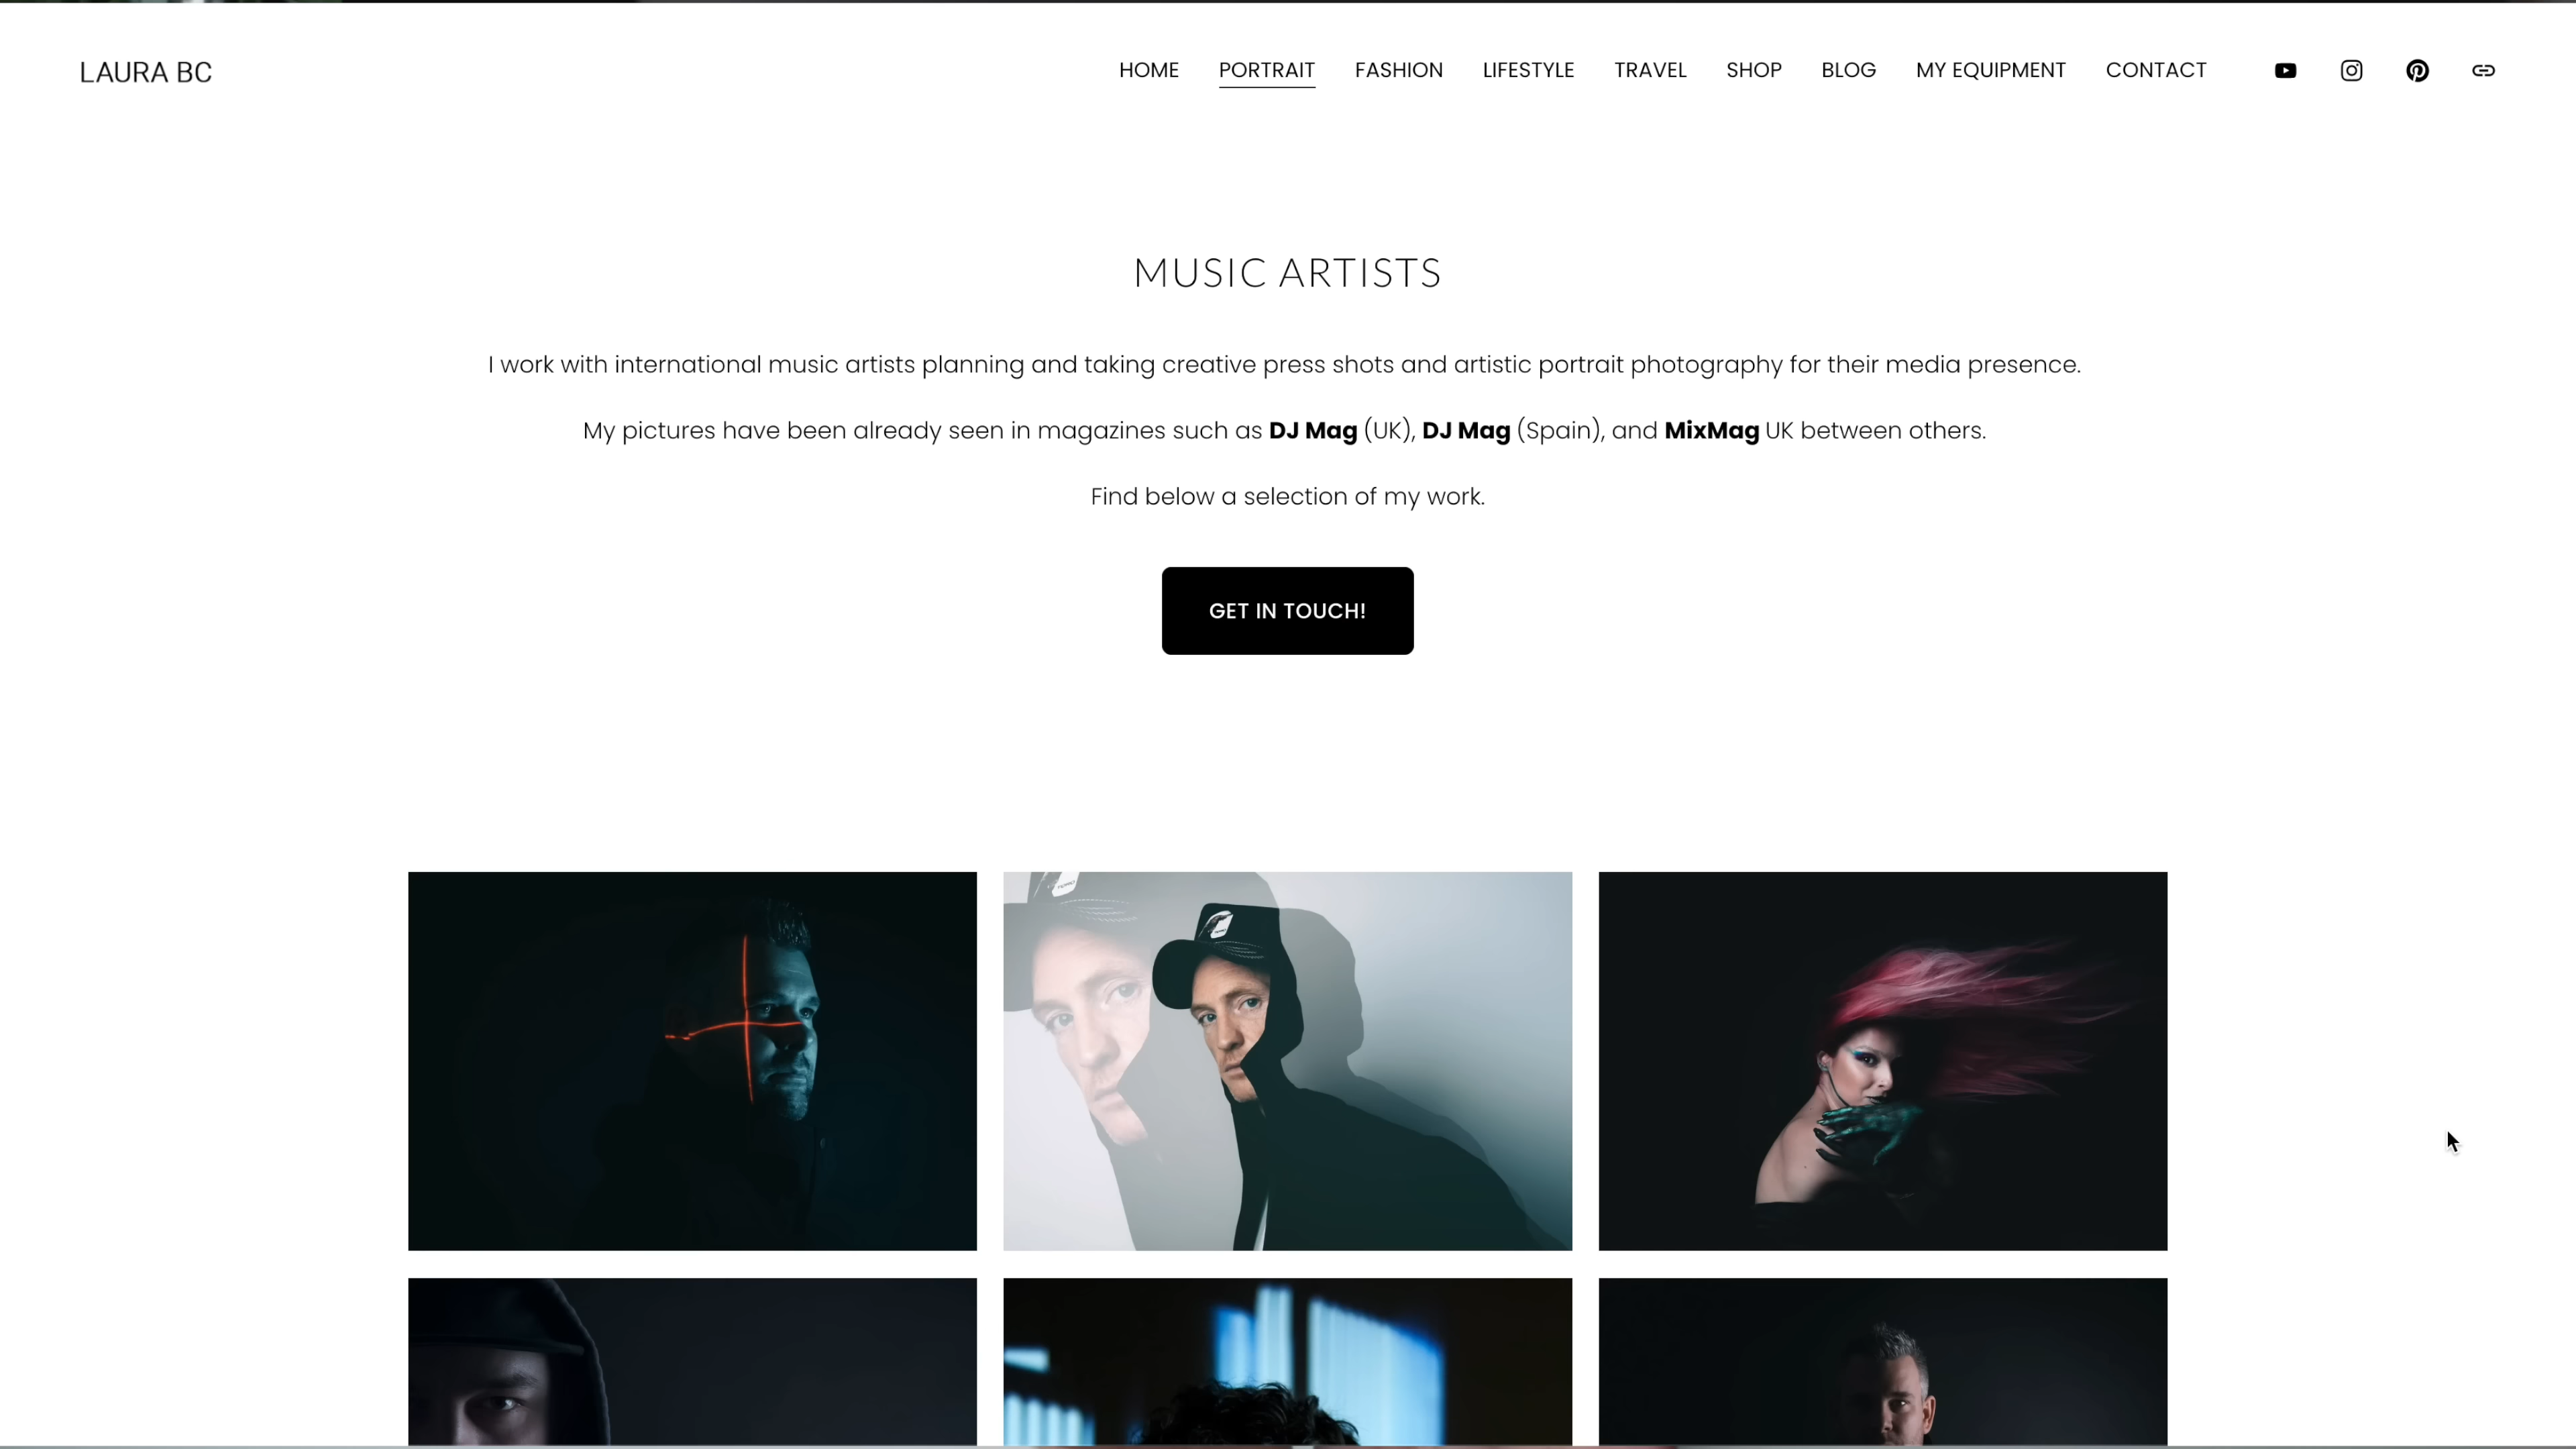 LAURA BC
HOME PORTRAIT FASHION LIFESTYLE TRAVEL SHOP BLOG MY EQUIPMENT CONTACT
MUSIC ARTISTS
I work with international music artists planning and taking creative press shots and artistic portrait photography for their media presence.
My pictures have been already seen in magazines such as DJ Mag (UK), DJ Mag (Spain), and MixMag UK between others.
Find below a selection of my work.
GET IN TOUCH!